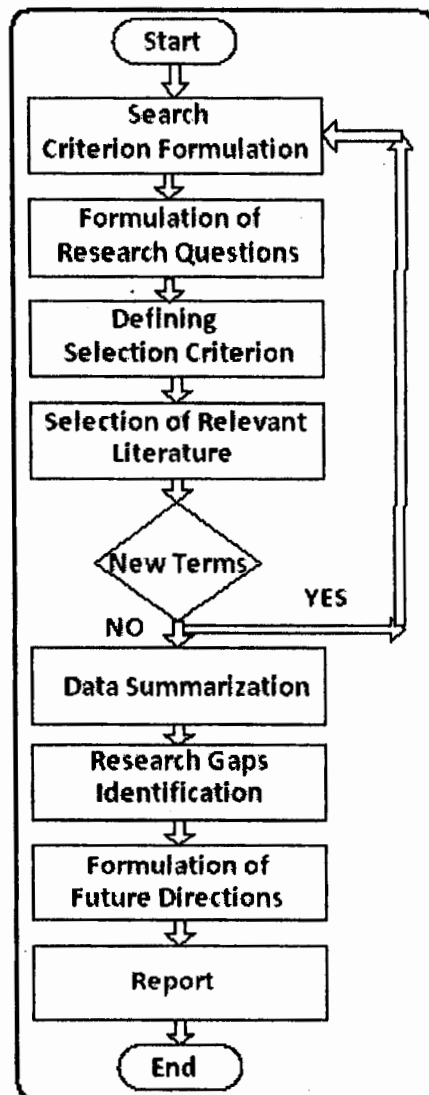 Start
Search
Criterion Formulation
Formulation of
Research Questions
Defining
Selection Criterion
Selection of Relevant
Literature
New Terms
YES
NO
Data Summarization
Research Gaps
Identification
Formulation of
Future Directions
Report
End